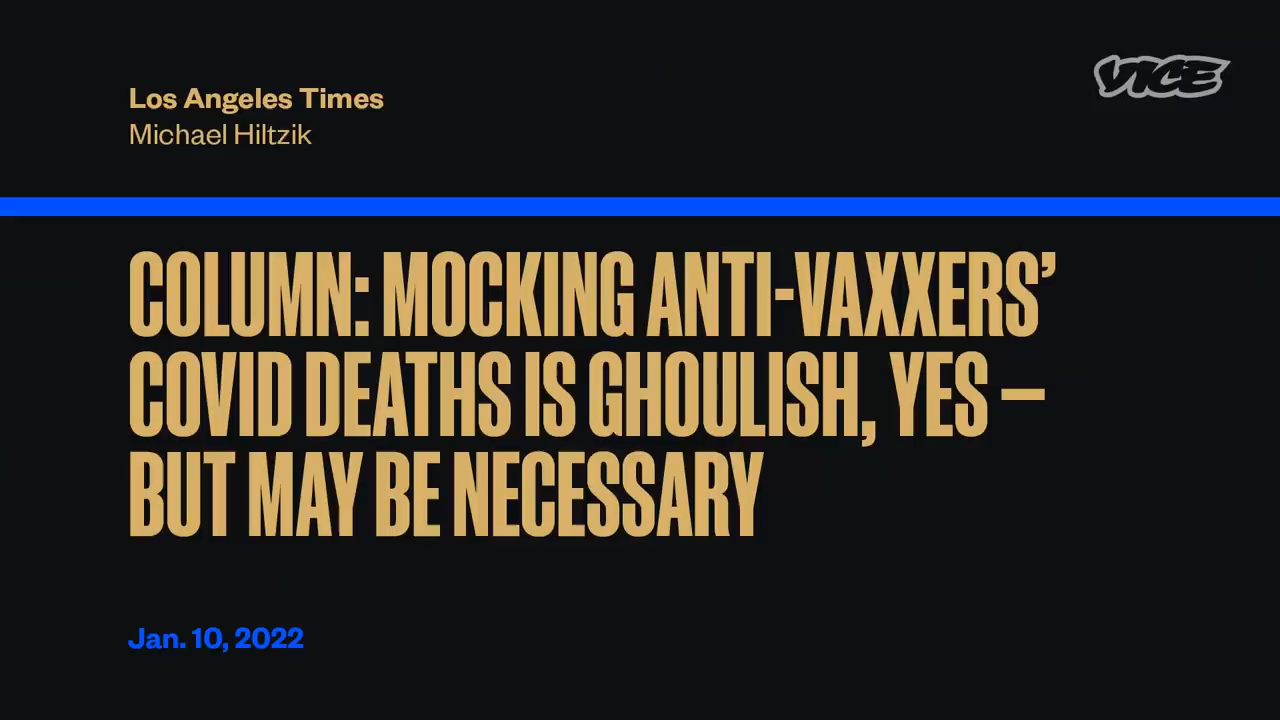 VICE
Los Angeles Times
Michael Hiltzik
COLUMN: MOCKING ANTI-VAXXERS’
COVID DEATHS IS GHOULISH, YES –
BUT MAY BE NECESSARY
Jan. 10, 2022